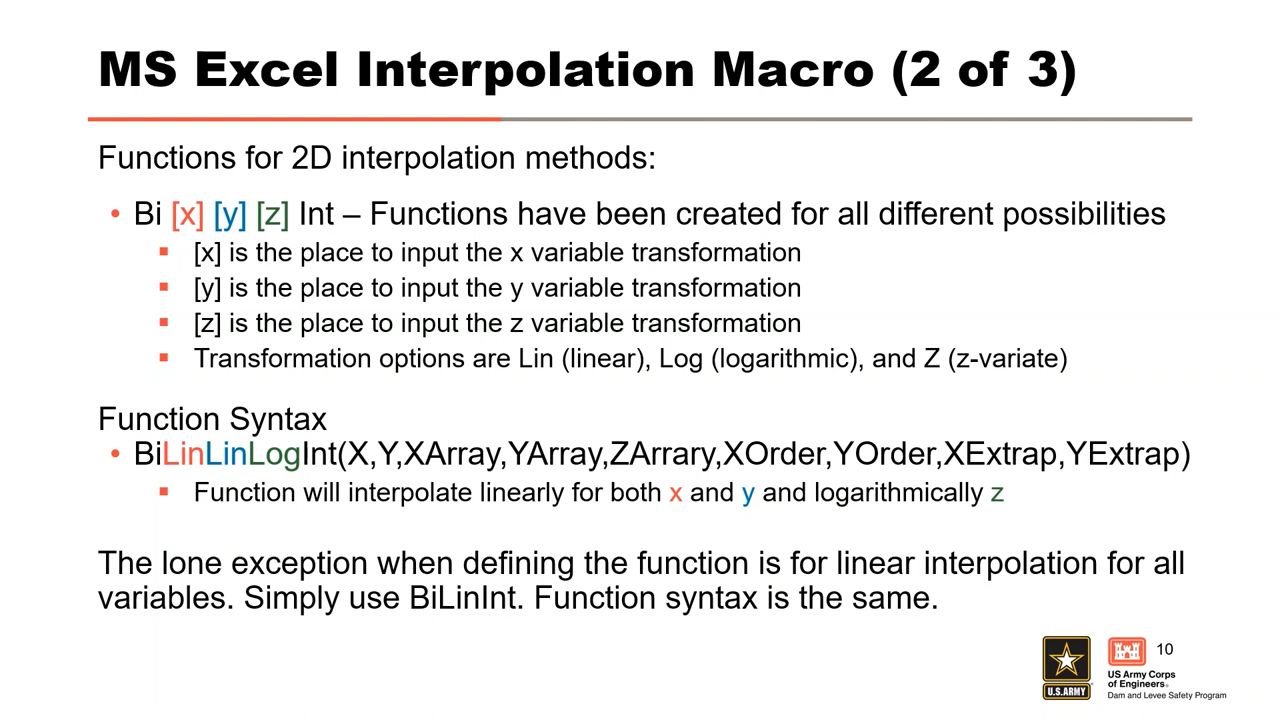 MS Excel Interpolation Macro (2 of 3)
Functions for 2D interpolation methods:
• Bi [x] [y] [z] Int – Functions have been created for all different possibilities
▪ [x] is the place to input the x variable transformation
▪ [y] is the place to input the y variable transformation
▪ [z] is the place to input the z variable transformation
▪ Transformation options are Lin (linear), Log (logarithmic), and Z (z-variate)
Function Syntax
• BiLinLinLogInt(X,Y,XArray,YArray,ZArrary,XOrder,YOrder,XExtrap,YExtrap)
▪ Function will interpolate linearly for both x and y and logarithmically z
The lone exception when defining the function is for linear interpolation for all
variables. Simply use BiLinInt. Function syntax is the same.
10
U.S.ARMY
US Army Corps
of Engineers®
Dam and Levee Safety Program